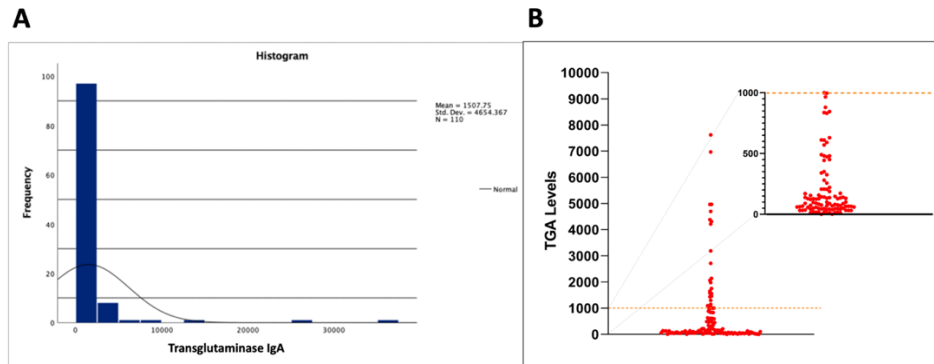 A
Histogram
100
80
60
40
20
0
Frequency
0
10000
20000
30000
Transglutaminase IgA
Mean = 1507.75
Std. Dev. = 4654.367
N = 110
Normal
B
10000
9000
8000
7000
6000
5000
4000
3000
2000
1000
0
TGA Levels
1000
500
0